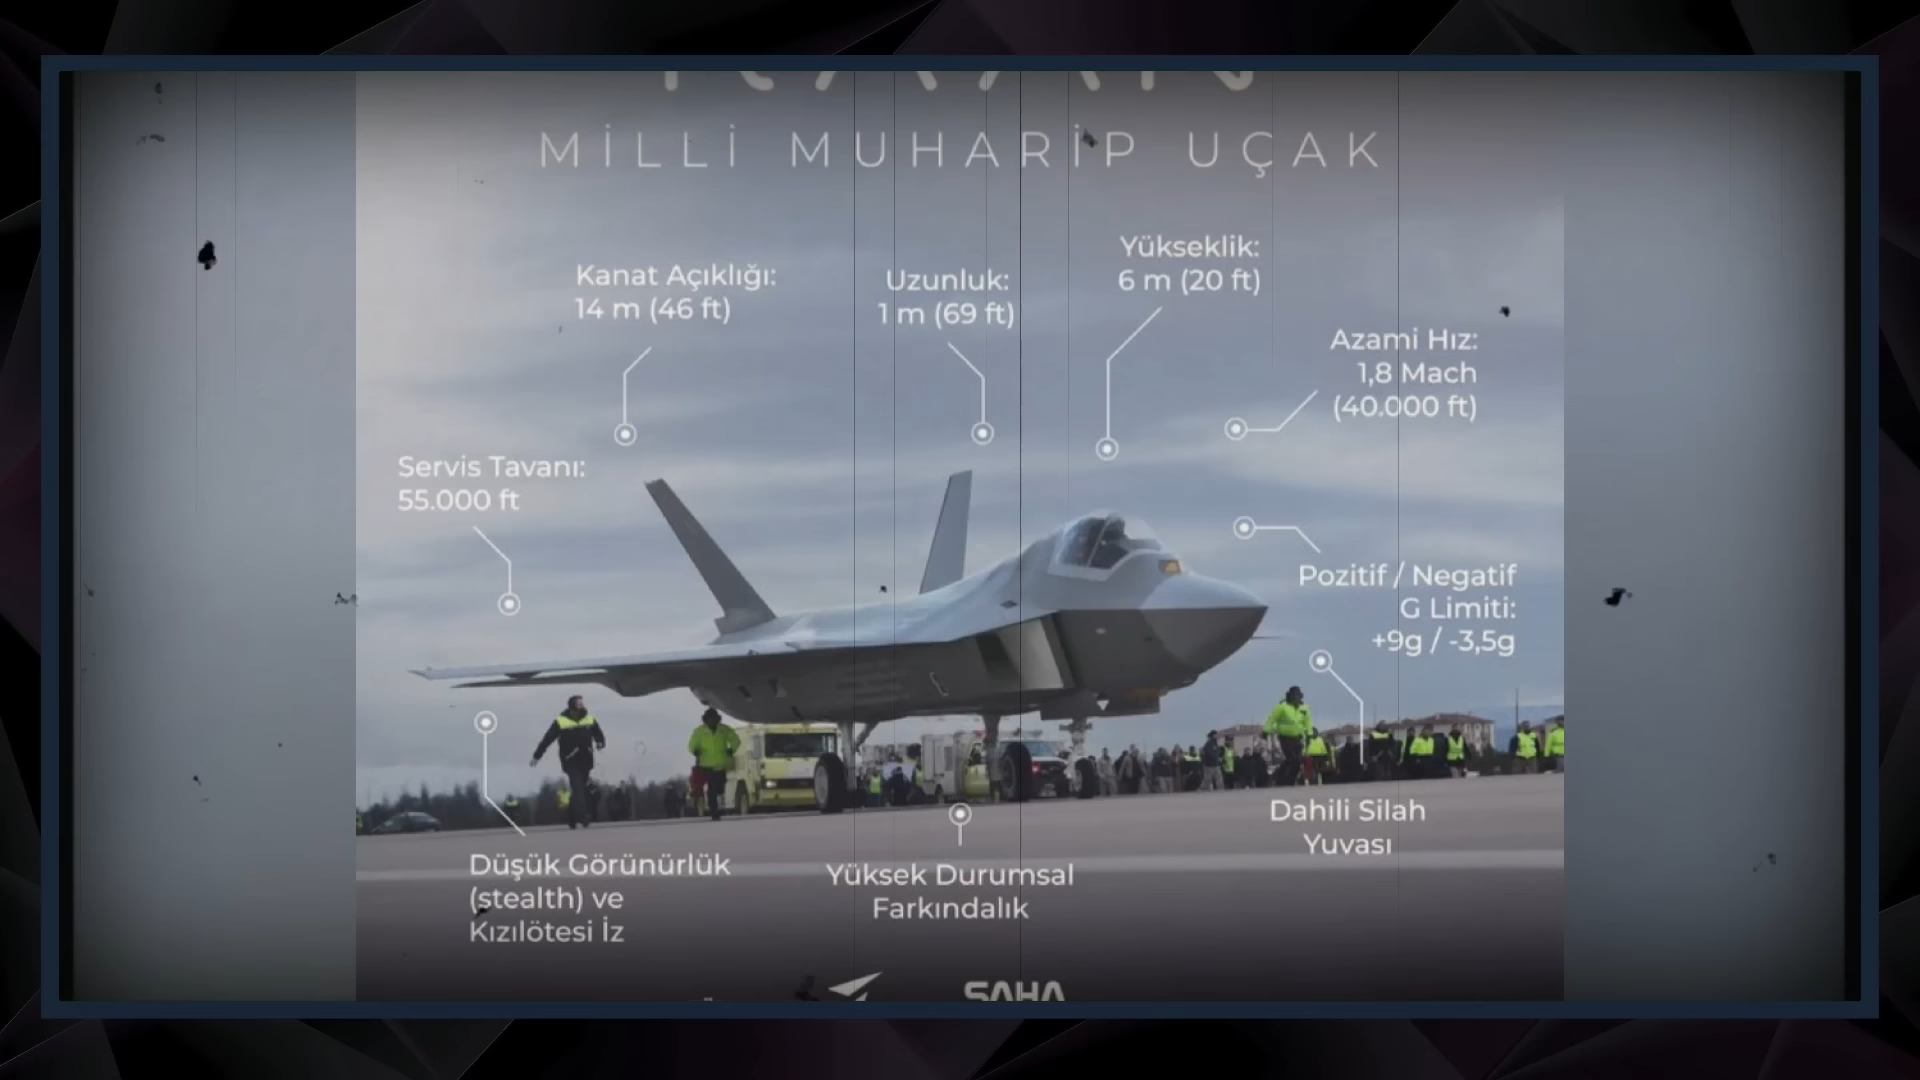 MİLLİ MUHARİP UÇAK
Kanat Açıklığı:
14 m (46 ft)
Uzunluk:
1 m (69 ft)
Yükseklik:
6 m (20 ft)
Azami Hız:
1,8 Mach
(40.000 ft)
Servis Tavanı:
55.000 ft
Pozitif / Negatif
G Limiti:
+9g / -3,5g
Dahili Silah
Yuvası
Düşük Görünürlük
(stealth) ve
Kızılötesi İz
Yüksek Durumsal
Farkındalık
SAHA